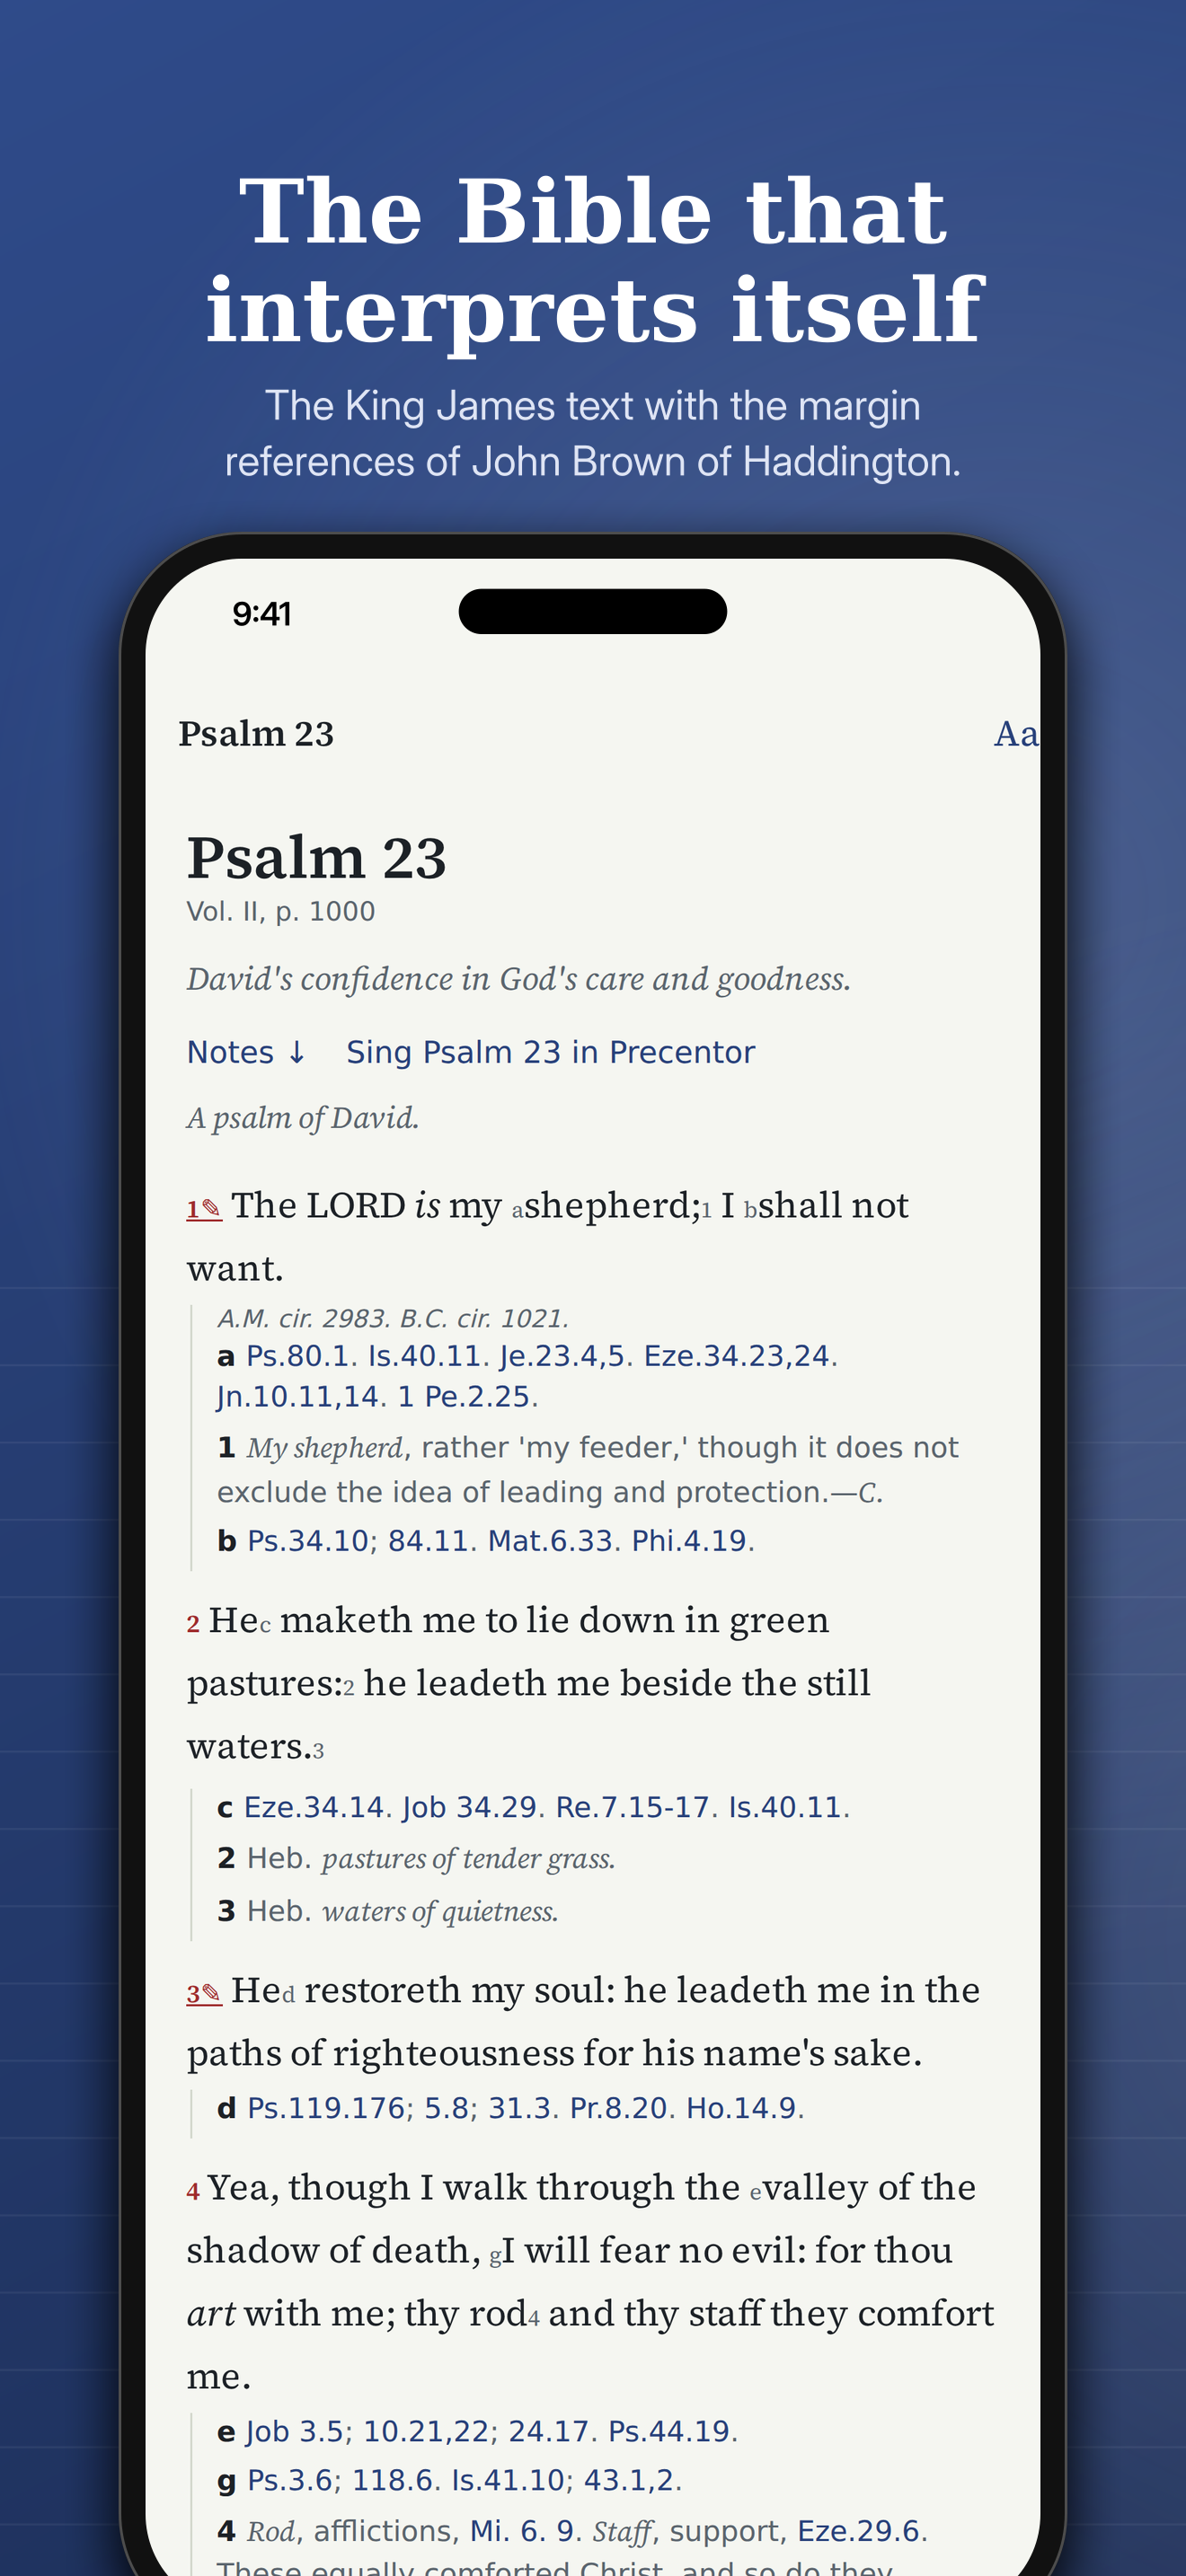 The Bible that
interprets itself
The King James text with the margin
references of John Brown of Haddington.
9:41
Psalm 23
Aa
Psalm 23
Vol. II, p. 1000
David's confidence in God's care and goodness.
Notes ↓ Sing Psalm 23 in Precentor
A psalm of David.
1✎ The LORD is my ashepherd;1 I bshall not
want.
A.M. cir. 2983. B.C. cir. 1021.
a Ps.80.1. Is.40.11. Je.23.4,5. Eze.34.23,24.
Jn.10.11,14. 1 Pe.2.25.
1 My shepherd, rather 'my feeder,' though it does not
exclude the idea of leading and protection.—C.
b Ps.34.10; 84.11. Mat.6.33. Phi.4.19.
2 Hec maketh me to lie down in green
pastures:2 he leadeth me beside the still
waters.3
c Eze.34.14. Job 34.29. Re.7.15-17. Is.40.11.
2 Heb. pastures of tender grass.
3 Heb. waters of quietness.
3✎ Hed restoreth my soul: he leadeth me in the
paths of righteousness for his name's sake.
d Ps.119.176; 5.8; 31.3. Pr.8.20. Ho.14.9.
4 Yea, though I walk through the evalley of the
shadow of death, gI will fear no evil: for thou
art with me; thy rod4 and thy staff they comfort
me.
e Job 3.5; 10.21,22; 24.17. Ps.44.19.
g Ps.3.6; 118.6. Is.41.10; 43.1,2.
4 Rod, afflictions, Mi. 6. 9. Staff, support, Eze.29.6.
These equally comforted Christ, and so do they